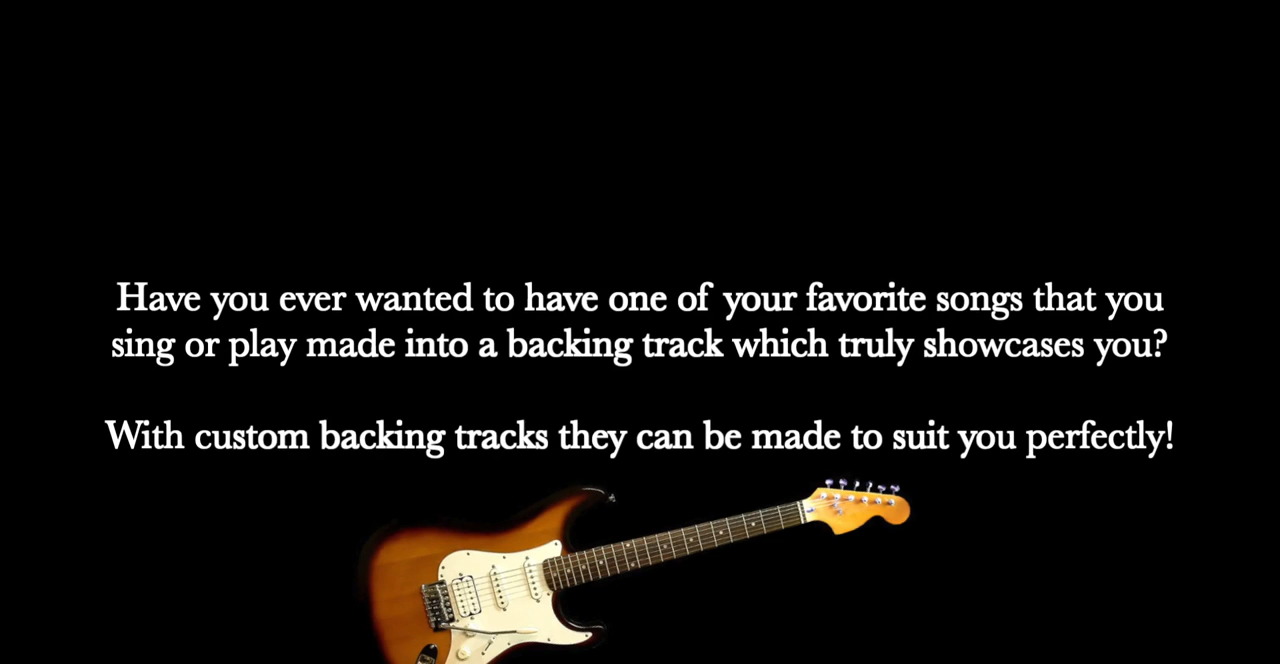 Have you ever wanted to have one of your favorite songs that you
sing or play made into a backing track which truly showcases you?
With custom backing tracks they can be made to suit you perfectly!